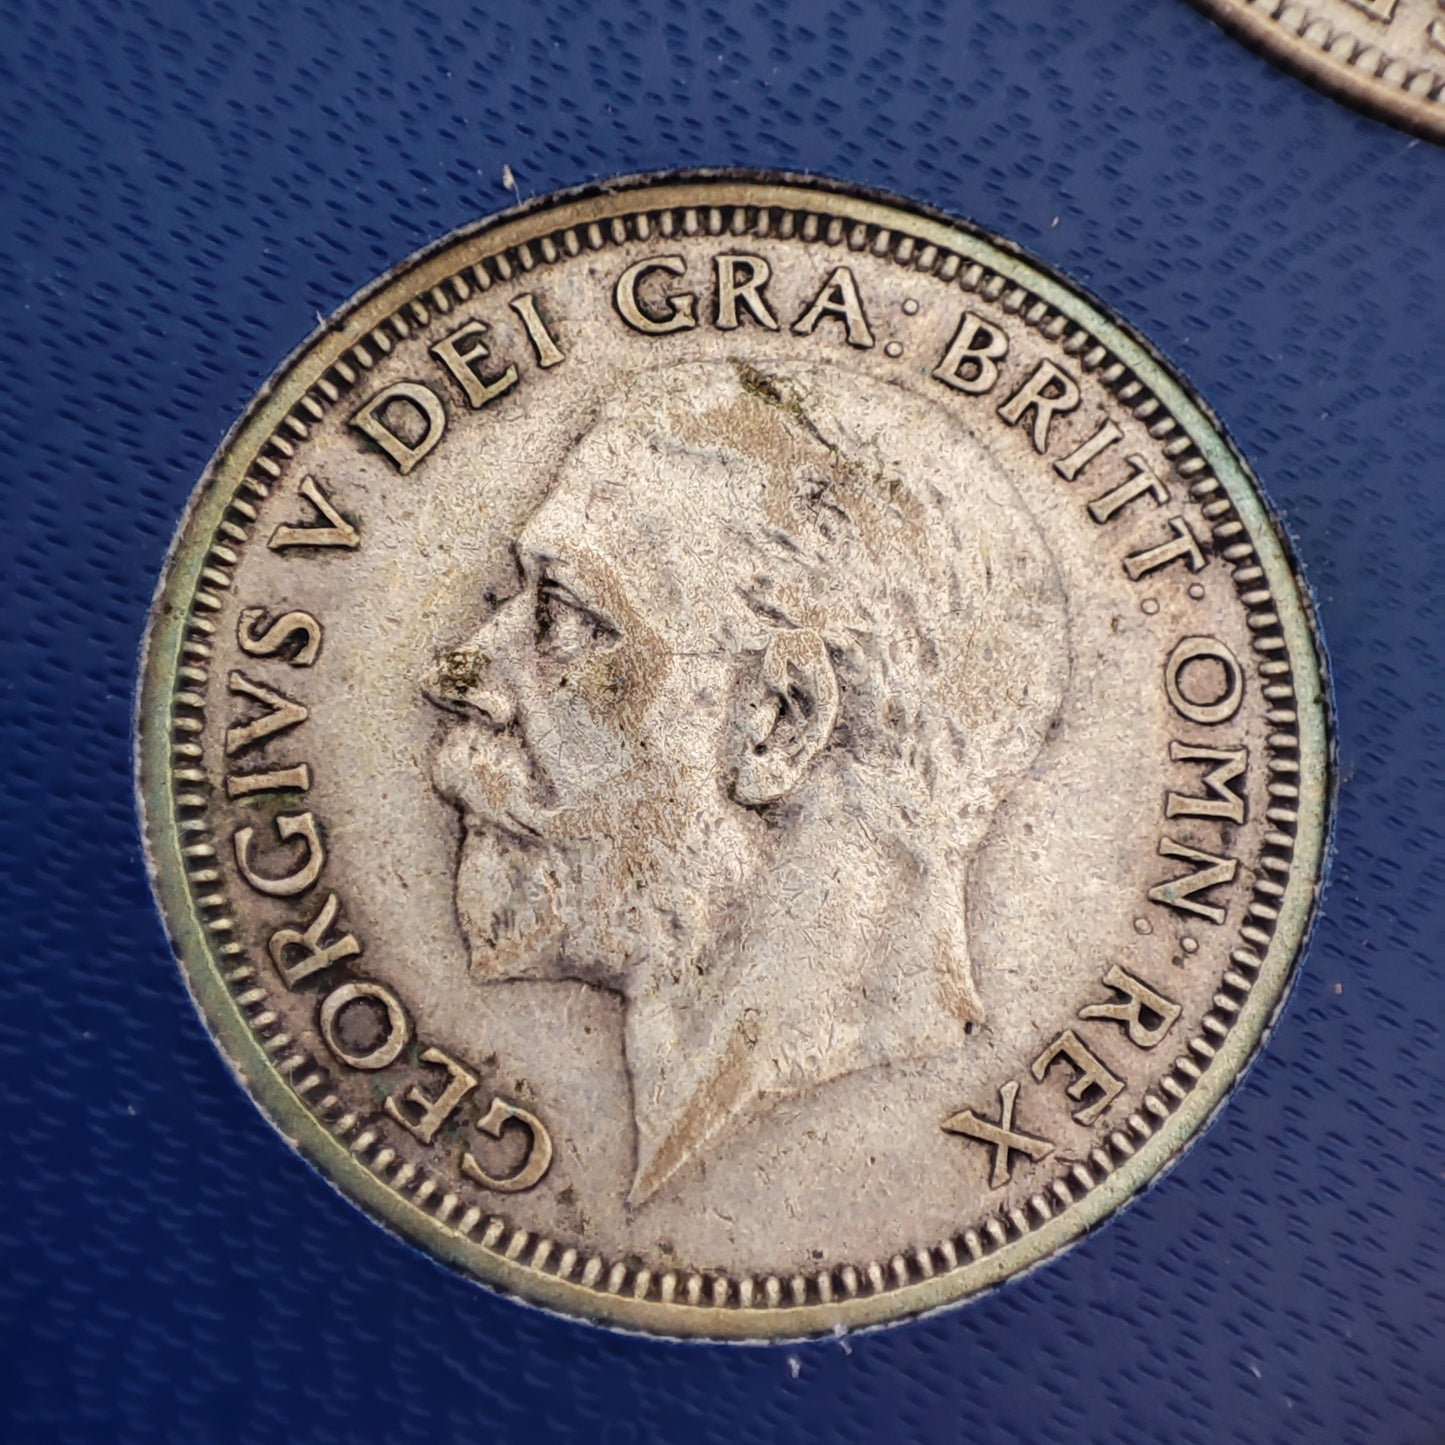 GEORGIVS V DEI GRA: BRITT: OMN: REX